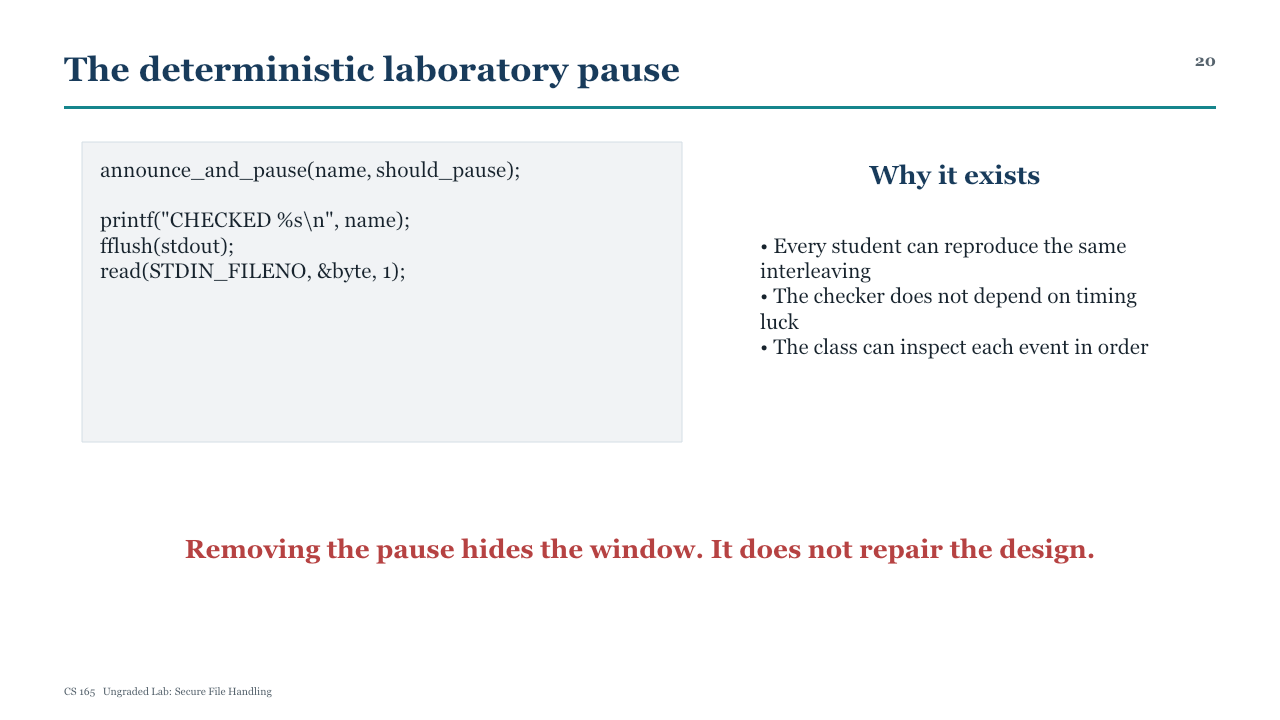 The deterministic laboratory pause
20
announce_and_pause(name, should_pause);
printf("CHECKED %s\n", name);
fflush(stdout);
read(STDIN_FILENO, &byte, 1);
Why it exists
• Every student can reproduce the same
interleaving
• The checker does not depend on timing
luck
• The class can inspect each event in order
Removing the pause hides the window. It does not repair the design.
CS 165 Ungraded Lab: Secure File Handling